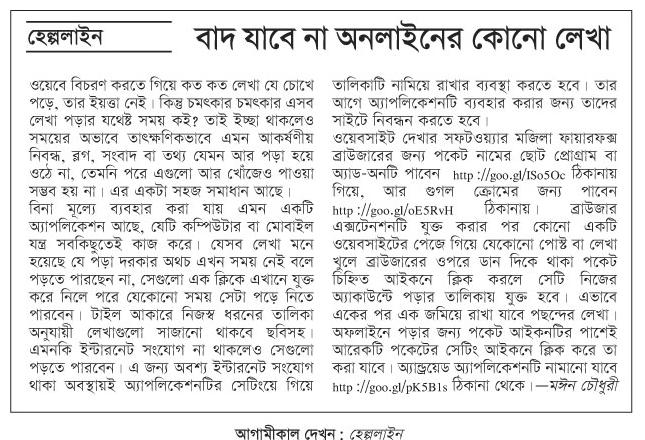 হেল্পলাইন
বাদ যাবে না অনলাইনের কোনো লেখা
ওয়েবে বিচরণ করতে গিয়ে কত কত লেখা যে চোখে
পড়ে, তার ইয়ত্তা নেই। কিন্তু চমৎকার চমৎকার এসব
লেখা পড়ার যথেষ্ট সময় কই? তাই ইচ্ছা থাকলেও
সময়ের অভাবে তাৎক্ষণিকভাবে এমন আকর্ষণীয়
নিবন্ধ, ব্লগ, সংবাদ বা তথ্য যেমন আর পড়া হয়ে
ওঠে না, তেমনি পরে এগুলো আর খোঁজেও পাওয়া
সম্ভব হয় না। এর একটা সহজ সমাধান আছে।
বিনা মূল্যে ব্যবহার করা যায় এমন একটি
অ্যাপলিকেশন আছে, যেটি কম্পিউটার বা মোবাইল
যন্ত্র সবকিছুতেই কাজ করে। যেসব লেখা মনে
হয়েছে যে পড়া দরকার অথচ এখন সময় নেই বলে
পড়তে পারছেন না, সেগুলো এক ক্লিকে এখানে যুক্ত
করে নিলে পরে যেকোনো সময় সেটা পড়ে নিতে
পারবেন। টাইল আকারে নিজস্ব ধরনের তালিকা
অনুযায়ী লেখাগুলো সাজানো থাকবে ছবিসহ।
এমনকি ইন্টারনেট সংযোগ না থাকলেও সেগুলো
পড়তে পারবেন। এ জন্য অবশ্য ইন্টারনেট সংযোগ
থাকা অবস্থায়ই অ্যাপলিকেশনটির সেটিংয়ে গিয়ে
তালিকাটি নামিয়ে রাখার ব্যবস্থা করতে হবে। তার
আগে অ্যাপলিকেশনটি ব্যবহার করার জন্য তাদের
সাইটে নিবন্ধন করতে হবে।
ওয়েবসাইট দেখার সফটওয়্যার মজিলা ফায়ারফক্স
ব্রাউজারের জন্য পকেট নামের ছোট প্রোগ্রাম বা
অ্যাড-অনটি পাবেন http://goo.gl/ISo5Oc ঠিকানায়
গিয়ে, আর গুগল ক্রোমের জন্য পাবেন
http://goo.gl/oE5RvH ঠিকানায়। ব্রাউজার
এক্সটেনশনটি যুক্ত করার পর কোনো একটি
ওয়েবসাইটের পেজে গিয়ে যেকোনো পোস্ট বা লেখা
খুলে ব্রাউজারের ওপরে ডান দিকে থাকা পকেট
চিহ্নিত আইকনে ক্লিক করলে সেটি নিজের
অ্যাকাউন্টে পড়ার তালিকায় যুক্ত হবে। এভাবে
একের পর এক জমিয়ে রাখা যাবে পছন্দের লেখা।
অফলাইনে পড়ার জন্য পকেট আইকনটির পাশেই
আরেকটি পকেটের সেটিং আইকনে ক্লিক করে তা
করা যাবে। অ্যান্ড্রয়েড অ্যাপলিকেশনটি নামানো যাবে
http://goo.gl/pK5B1s ঠিকানা থেকে।—মঈন চৌধুরী
আগামীকাল দেখুন : হেল্পলাইন